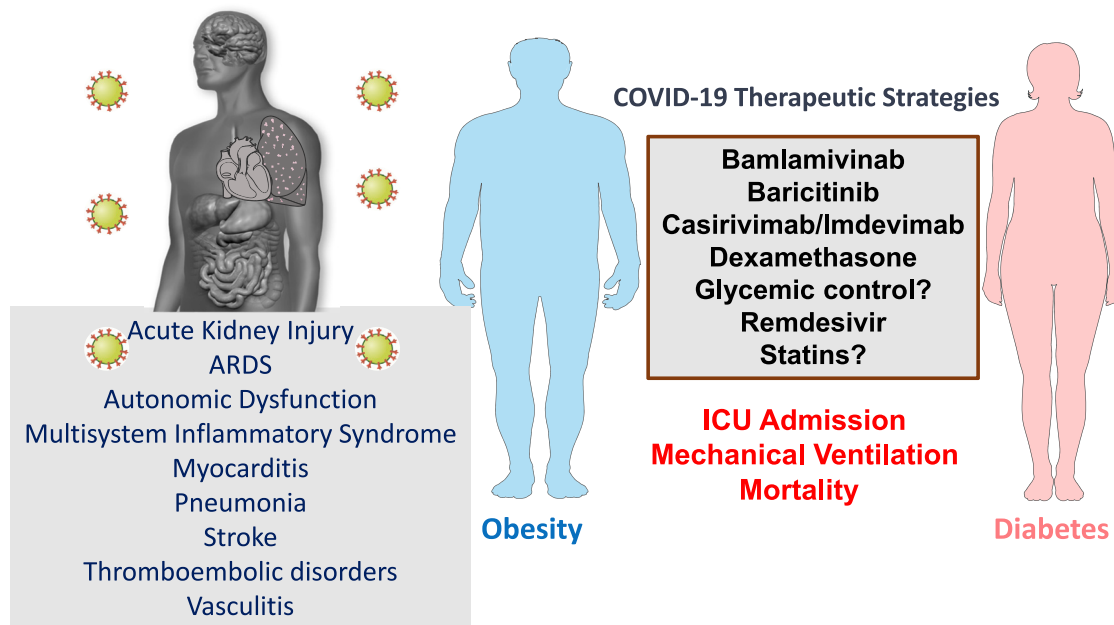 COVID-19 Therapeutic Strategies
Bamlamivinab
Baricitinib
Casirivimab/Imdevimab
Dexamethasone
Glycemic control?
Remdesivir
Statins?
ICU Admission
Mechanical Ventilation
Mortality
Acute Kidney Injury
ARDS
Autonomic Dysfunction
Multisystem Inflammatory Syndrome
Myocarditis
Pneumonia
Stroke
Thromboembolic disorders
Vasculitis
Obesity
Diabetes